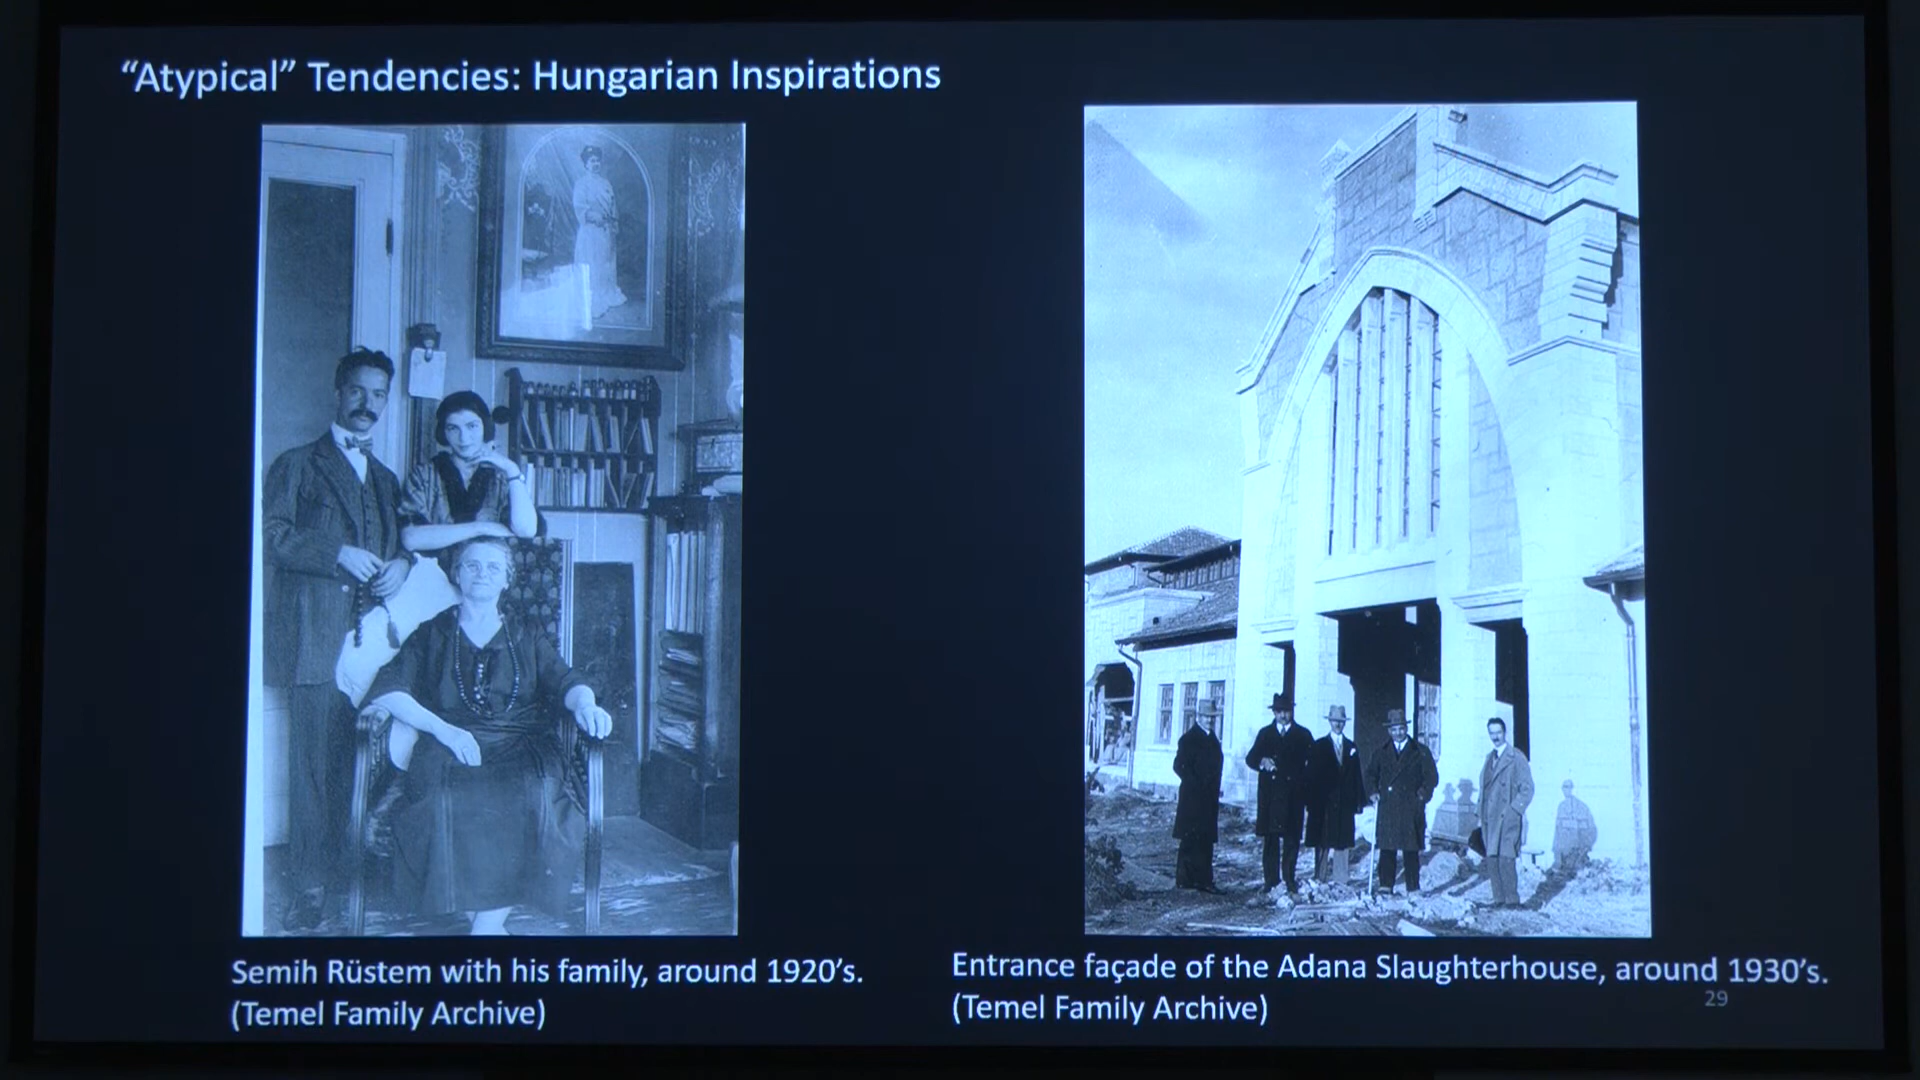 “Atypical” Tendencies: Hungarian Inspirations
Semih Rüstem with his family, around 1920’s.
(Temel Family Archive)
Entrance façade of the Adana Slaughterhouse, around 1930’s.
(Temel Family Archive)
29